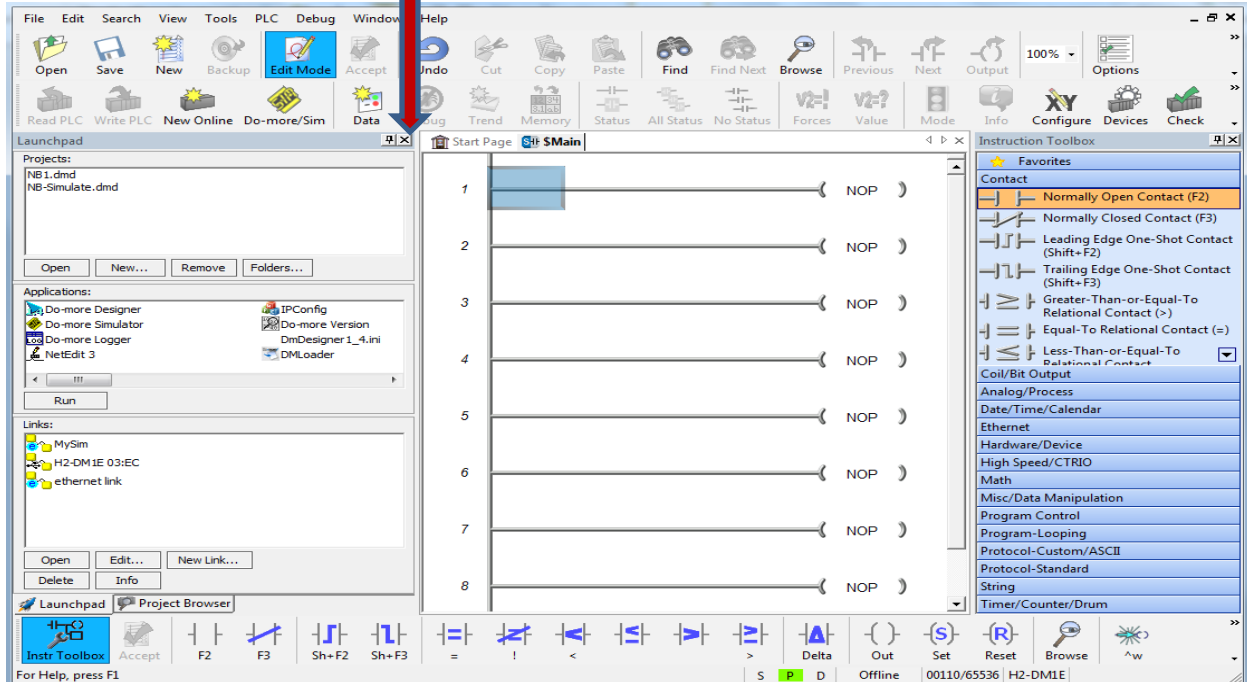 File Edit Search View Tools PLC Debug Window Help
Open Save New Backup Edit Mode Accept Undo Cut Copy Paste Find Find Next Browse Previous Next Output 100% Options
Read PLC Write PLC New Online Do-more/Sim Data Trend Memory Status All Status No Status Forces Value Mode Info Configure Devices Check
Launchpad
Projects:
NB1.dmd
NB-Simulate.dmd
Open New... Remove Folders...
Applications:
Do-more Designer IPConfig
Do-more Simulator Do-more Version
Do-more Logger DmDesigner1_4.ini
NetEdit 3 DMLoader
Run
Links:
MySim
H2-DM1E 03:EC
ethernet link
Open Edit... New Link...
Delete Info
Launchpad Project Browser
Start Page $Main
1 NOP
2 NOP
3 NOP
4 NOP
5 NOP
6 NOP
7 NOP
8 NOP
Instruction Toolbox
Favorites
Contact
Normally Open Contact (F2)
Normally Closed Contact (F3)
Leading Edge One-Shot Contact
(Shift+F2)
Trailing Edge One-Shot Contact
(Shift+F3)
Greater-Than-or-Equal-To
Relational Contact (>)
Equal-To Relational Contact (=)
Less-Than-or-Equal-To
Relational Contact
Coil/Bit Output
Analog/Process
Date/Time/Calendar
Ethernet
Hardware/Device
High Speed/CTRIO
Math
Misc/Data Manipulation
Program Control
Program-Looping
Protocol-Custom/ASCII
Protocol-Standard
String
Timer/Counter/Drum
Instr Toolbox Accept F2 F3 Sh+F2 Sh+F3 = ! < > Delta Out Set Reset Browse ^w
For Help, press F1 S P D Offline 00110/65536 H2-DM1E